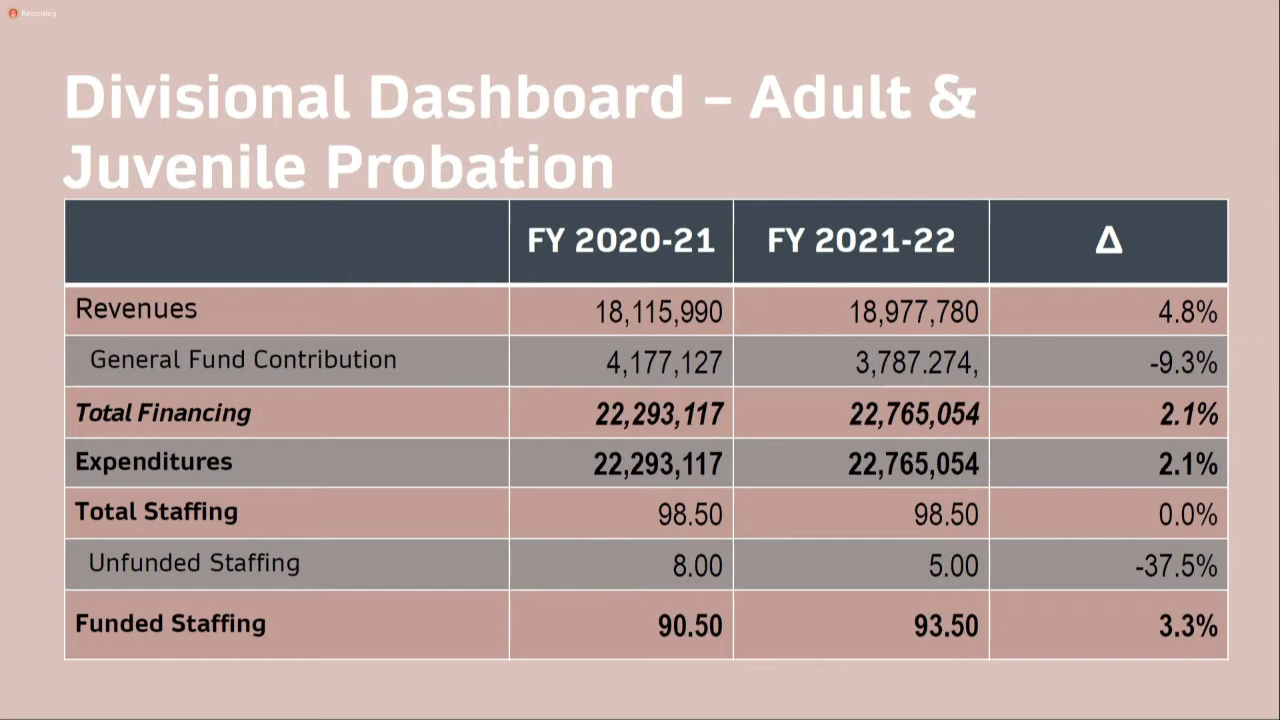 Recording
Divisional Dashboard – Adult &
Juvenile Probation
FY 2020-21 FY 2021-22 Δ
Revenues 18,115,990 18,977,780 4.8%
General Fund Contribution 4,177,127 3,787.274, -9.3%
Total Financing 22,293,117 22,765,054 2.1%
Expenditures 22,293,117 22,765,054 2.1%
Total Staffing 98.50 98.50 0.0%
Unfunded Staffing 8.00 5.00 -37.5%
Funded Staffing 90.50 93.50 3.3%